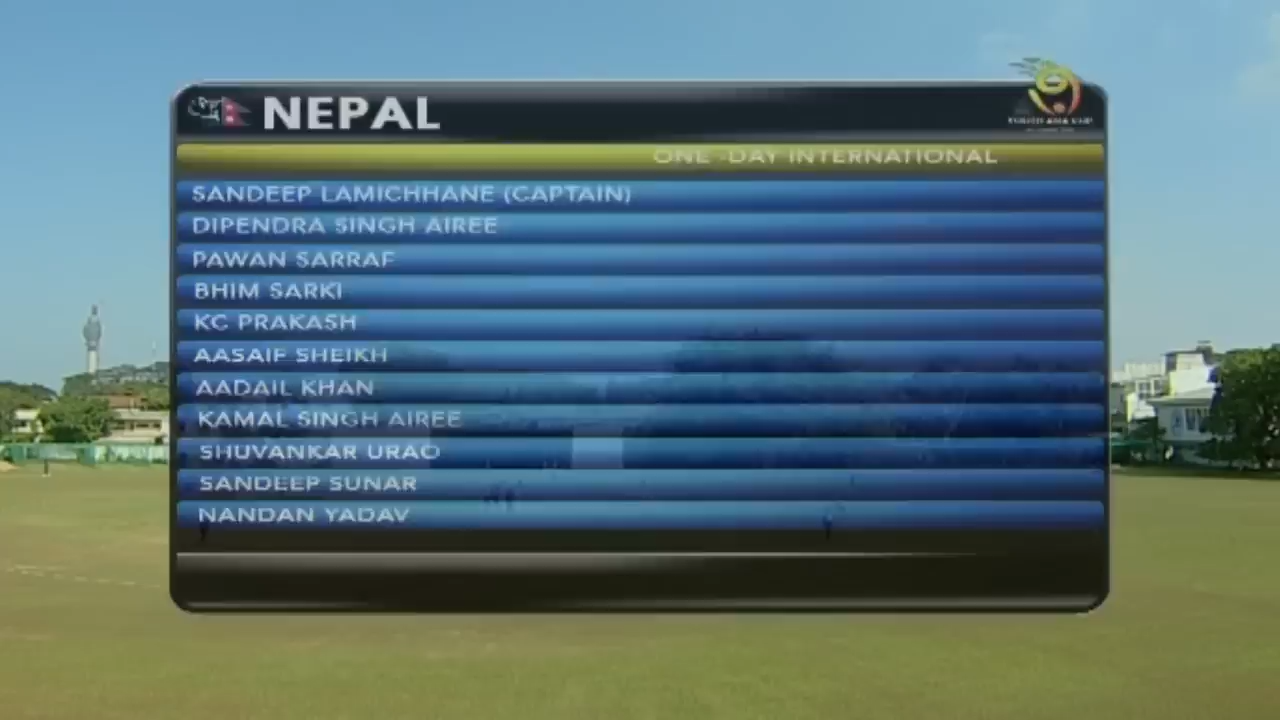 NEPAL
ONE -DAY INTERNATIONAL
SANDEEP LAMICHHANE (CAPTAIN)
DIPENDRA SINGH AIREE
PAWAN SARRAF
BHIM SARKI
KC PRAKASH
AASAIF SHEIKH
AADAIL KHAN
KAMAL SINGH AIREE
SHUVANKAR URAO
SANDEEP SUNAR
NANDAN YADAV